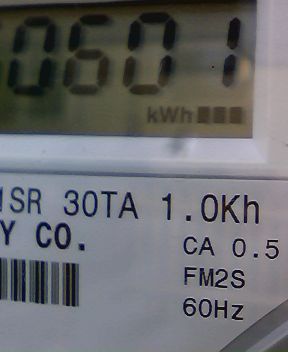 0601
kWh
1SR 30TA 1.0Kh
Y CO.
CA 0.5
FM2S
60Hz